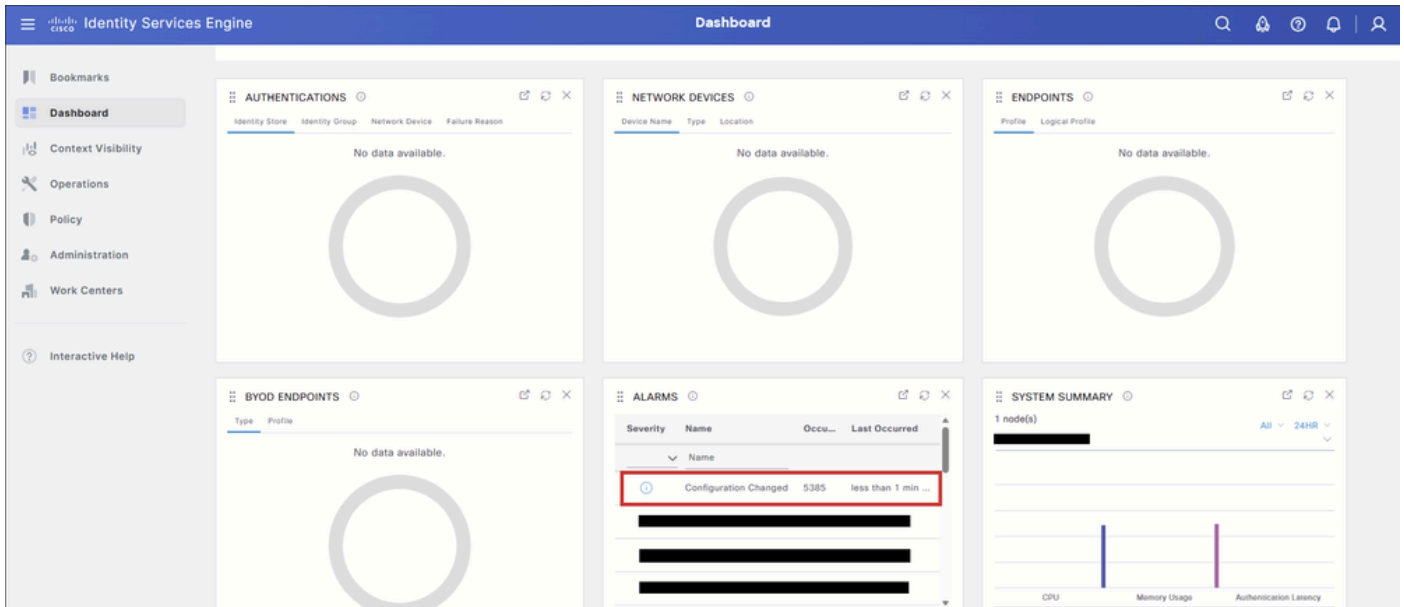 cisco Identity Services Engine
Dashboard
Bookmarks
Dashboard
Context Visibility
Operations
Policy
Administration
Work Centers
Interactive Help
AUTHENTICATIONS
Identity Store Identity Group Network Device Failure Reason
No data available.
NETWORK DEVICES
Device Name Type Location
No data available.
ENDPOINTS
Profile Logical Profile
No data available.
BYOD ENDPOINTS
Type Profile
No data available.
ALARMS
Severity Name Occu... Last Occurred
Name
Configuration Changed 5385 less than 1 min ...
SYSTEM SUMMARY
1 node(s)
All 24HR
CPU Memory Usage Authentication Latency